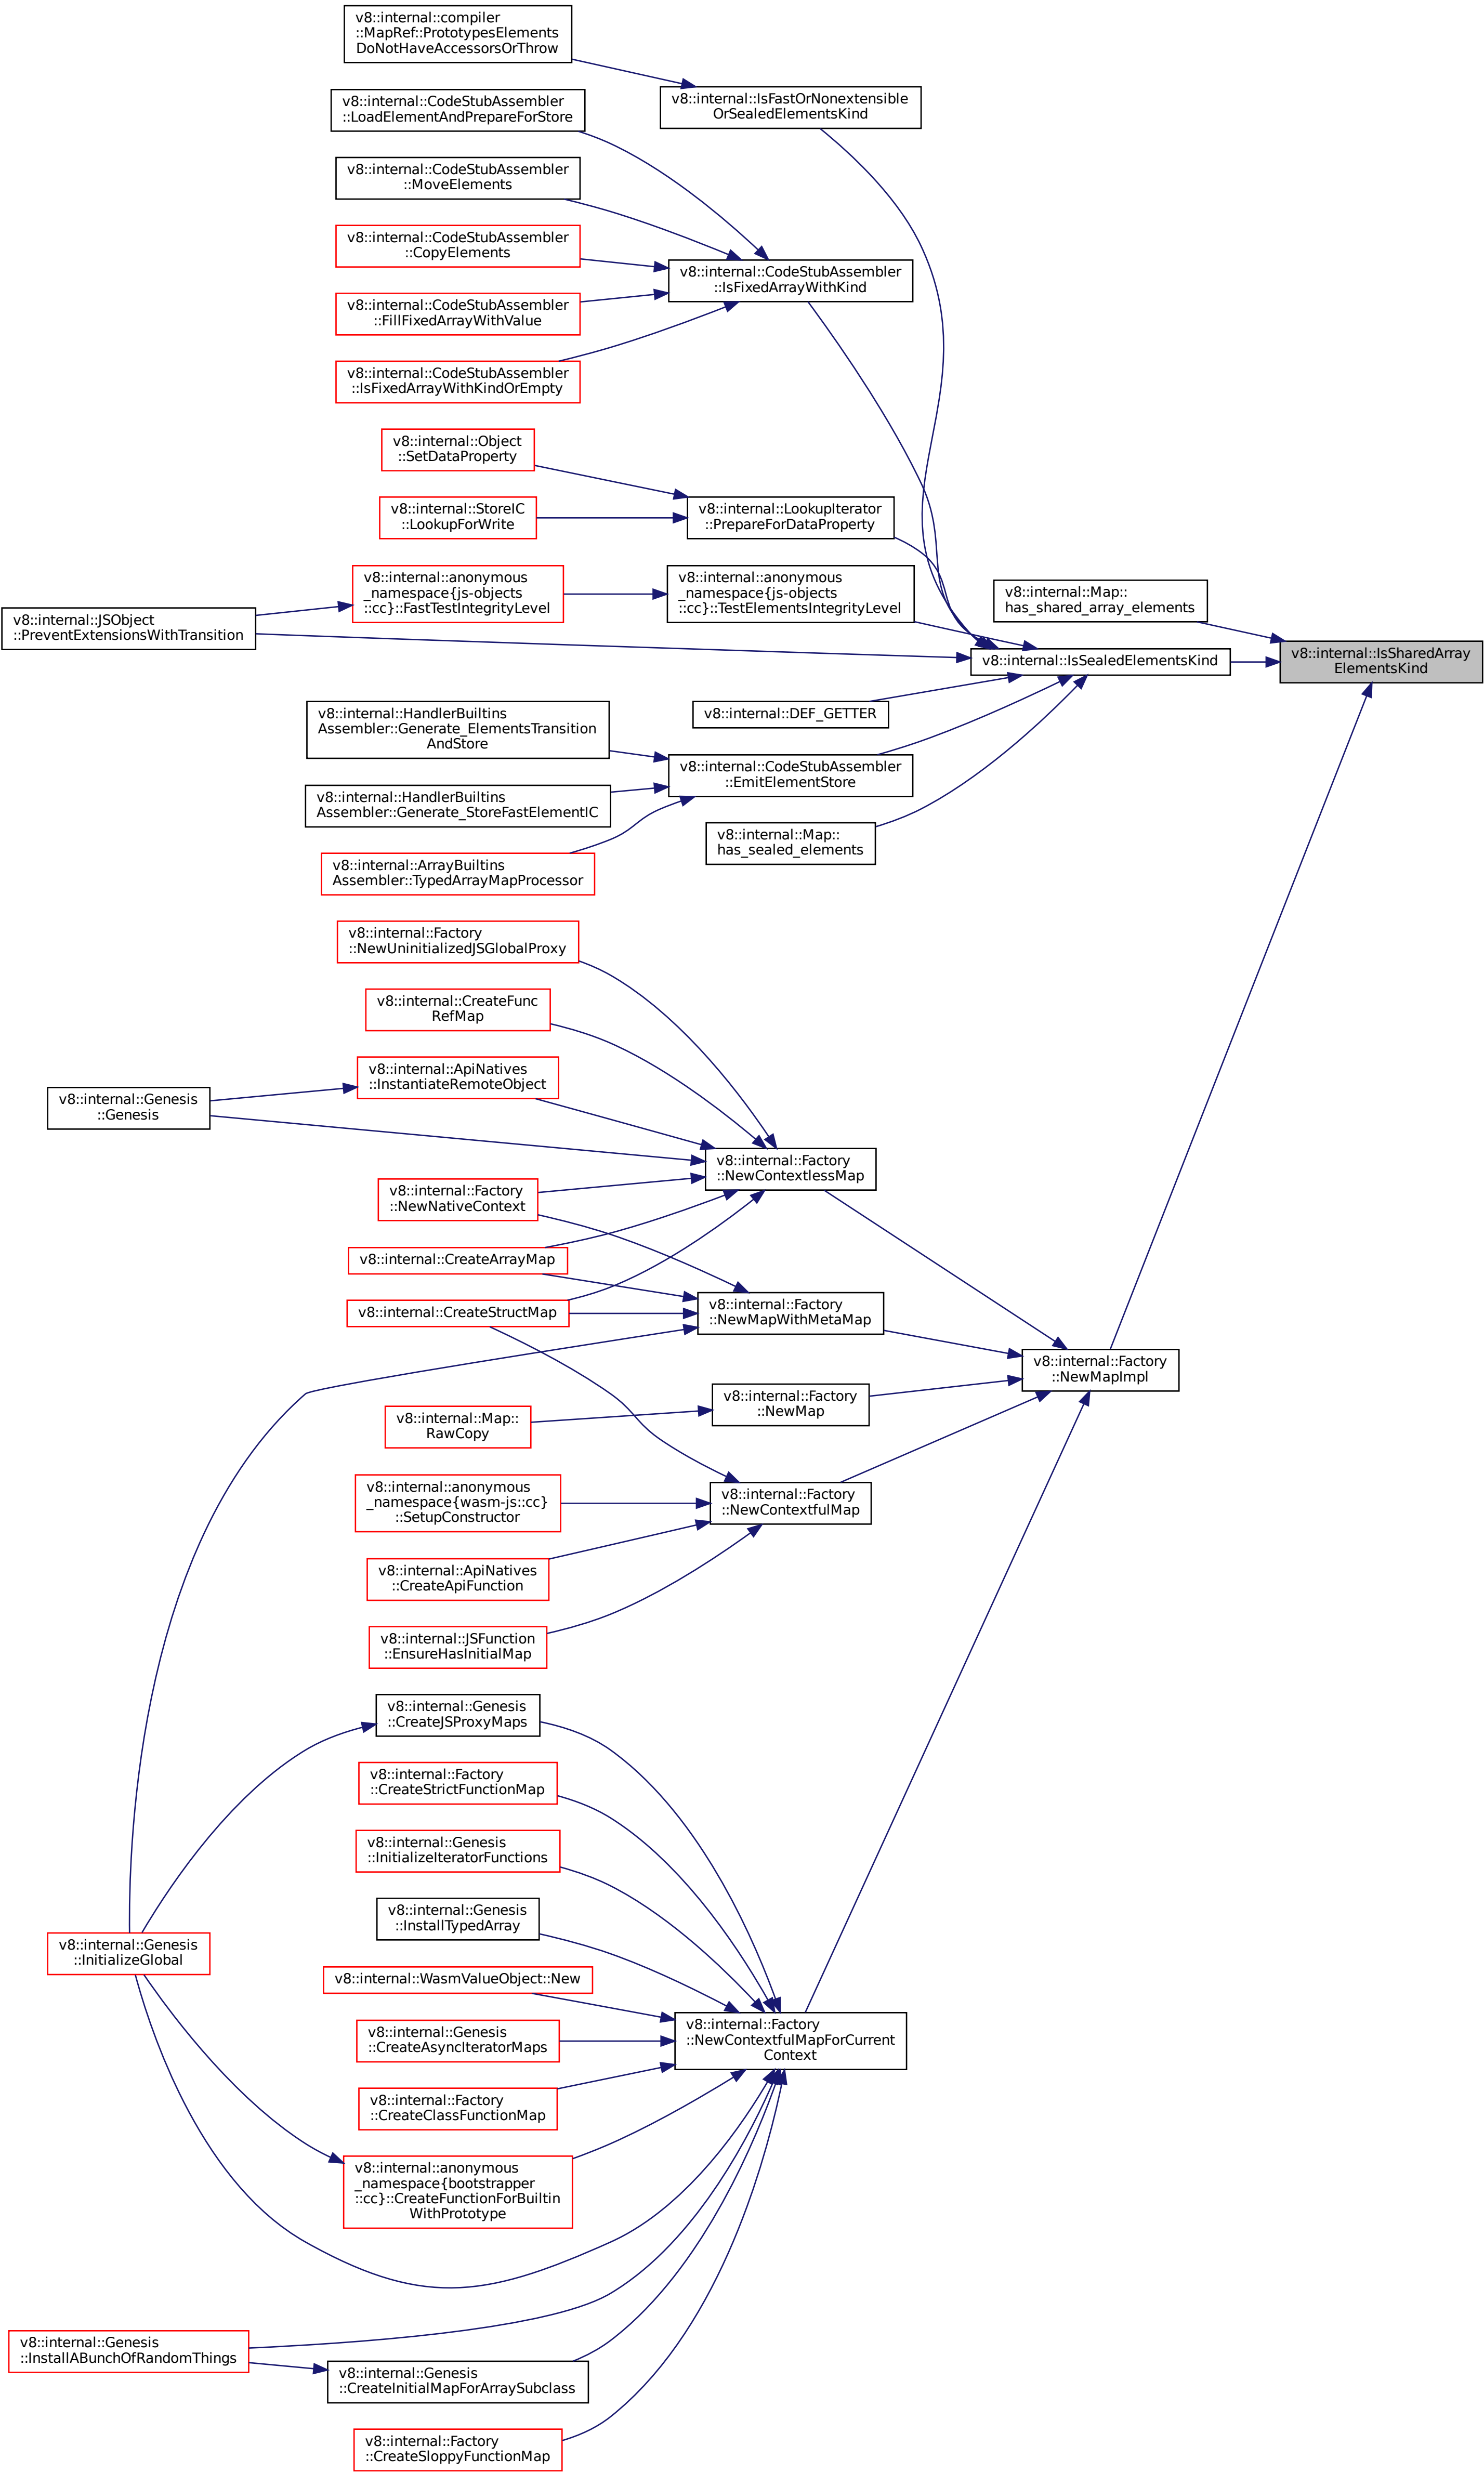 v8::internal::compiler
::MapRef::PrototypesElements
DoNotHaveAccessorsOrThrow
v8::internal::IsFastOrNonextensible
OrSealedElementsKind
v8::internal::CodeStubAssembler
::LoadElementAndPrepareForStore
v8::internal::CodeStubAssembler
::MoveElements
v8::internal::CodeStubAssembler
::CopyElements
v8::internal::CodeStubAssembler
::IsFixedArrayWithKind
v8::internal::CodeStubAssembler
::FillFixedArrayWithValue
v8::internal::CodeStubAssembler
::IsFixedArrayWithKindOrEmpty
v8::internal::Object
::SetDataProperty
v8::internal::StoreIC
::LookupForWrite
v8::internal::LookupIterator
::PrepareForDataProperty
v8::internal::anonymous
_namespace{js-objects
::cc}::FastTestIntegrityLevel
v8::internal::anonymous
_namespace{js-objects
::cc}::TestElementsIntegrityLevel
v8::internal::Map::
has_shared_array_elements
v8::internal::JSObject
::PreventExtensionsWithTransition
v8::internal::IsSealedElementsKind
v8::internal::IsSharedArray
ElementsKind
v8::internal::DEF_GETTER
v8::internal::HandlerBuiltins
Assembler::Generate_ElementsTransition
AndStore
v8::internal::CodeStubAssembler
::EmitElementStore
v8::internal::HandlerBuiltins
Assembler::Generate_StoreFastElementIC
v8::internal::Map::
has_sealed_elements
v8::internal::ArrayBuiltins
Assembler::TypedArrayMapProcessor
v8::internal::Factory
::NewUninitializedJSGlobalProxy
v8::internal::CreateFunc
RefMap
v8::internal::ApiNatives
::InstantiateRemoteObject
v8::internal::Genesis
::Genesis
v8::internal::Factory
::NewContextlessMap
v8::internal::Factory
::NewNativeContext
v8::internal::CreateArrayMap
v8::internal::CreateStructMap
v8::internal::Factory
::NewMapWithMetaMap
v8::internal::Factory
::NewMapImpl
v8::internal::Factory
::NewMap
v8::internal::Map::
RawCopy
v8::internal::anonymous
_namespace{wasm-js::cc}
::SetupConstructor
v8::internal::Factory
::NewContextfulMap
v8::internal::ApiNatives
::CreateApiFunction
v8::internal::JSFunction
::EnsureHasInitialMap
v8::internal::Genesis
::CreateJSProxyMaps
v8::internal::Factory
::CreateStrictFunctionMap
v8::internal::Genesis
::InitializeIteratorFunctions
v8::internal::Genesis
::InstallTypedArray
v8::internal::Genesis
::InitializeGlobal
v8::internal::WasmValueObject::New
v8::internal::Factory
::NewContextfulMapForCurrent
Context
v8::internal::Genesis
::CreateAsyncIteratorMaps
v8::internal::Factory
::CreateClassFunctionMap
v8::internal::anonymous
_namespace{bootstrapper
::cc}::CreateFunctionForBuiltin
WithPrototype
v8::internal::Genesis
::InstallABunchOfRandomThings
v8::internal::Genesis
::CreateInitialMapForArraySubclass
v8::internal::Factory
::CreateSloppyFunctionMap